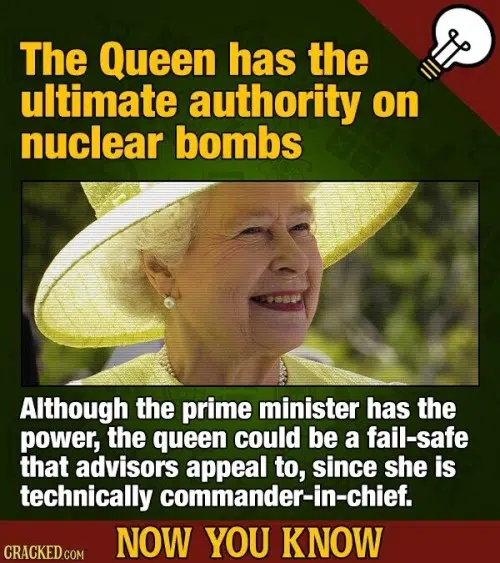 The Queen has the
ultimate authority on
nuclear bombs
Although the prime minister has the
power, the queen could be a fail-safe
that advisors appeal to, since she is
technically commander-in-chief.
CRACKED.COM NOW YOU KNOW